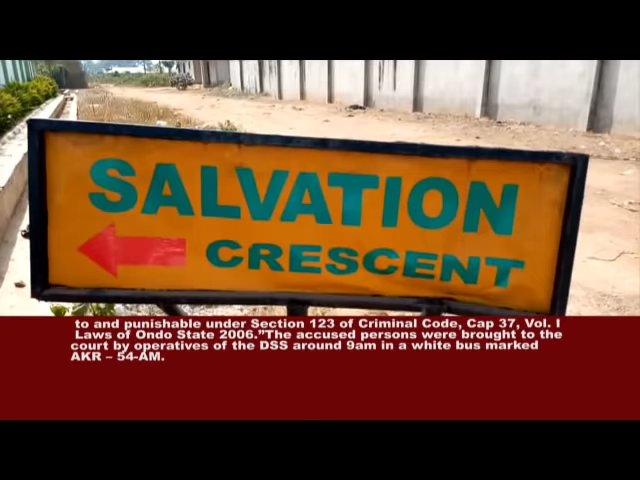 SALVATION
CRESCENT
to and punishable under Section 123 of Criminal Code, Cap 37, Vol. I
Laws of Ondo State 2006."The accused persons were brought to the
court by operatives of the DSS around 9am in a white bus marked
AKR – 54-AM.